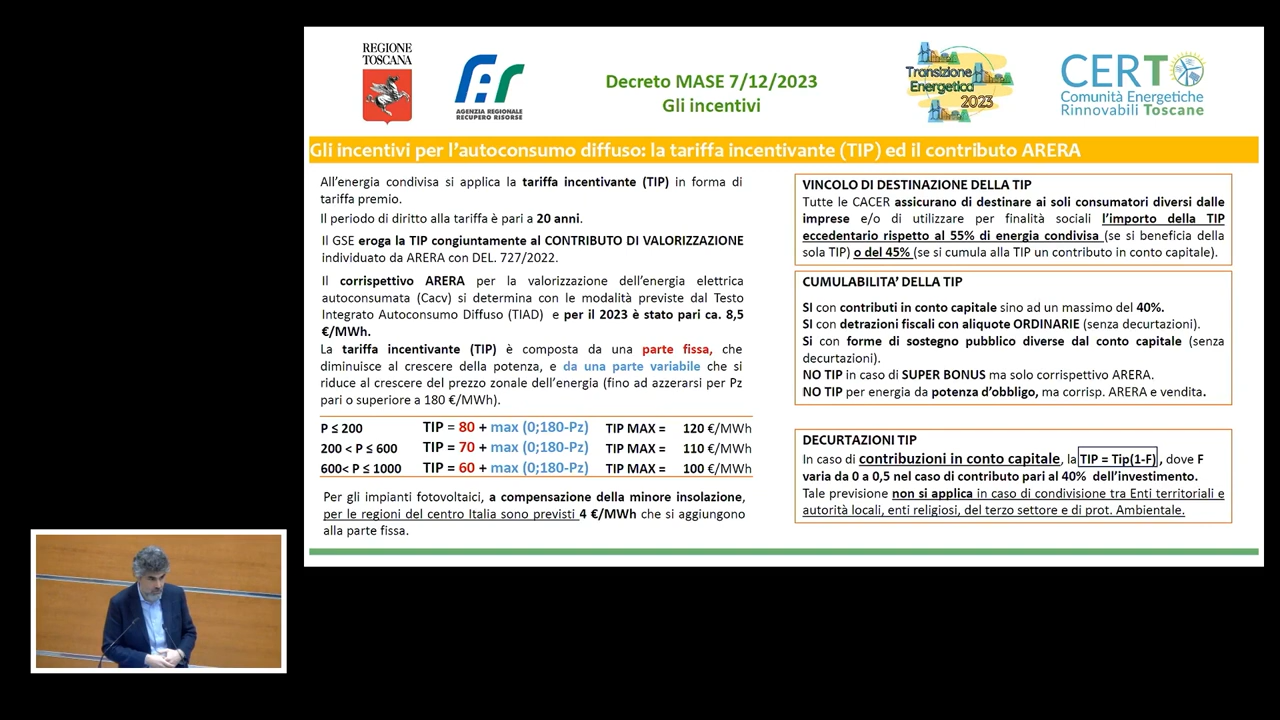 REGIONE
TOSCANA
AGENZIA REGIONALE
RECUPERO RISORSE
Decreto MASE 7/12/2023
Gli incentivi
Transizione
Energetica
2023
CERT
Comunità Energetiche
Rinnovabili Toscane
Gli incentivi per l'autoconsumo diffuso: la tariffa incentivante (TIP) ed il contributo ARERA
All'energia condivisa si applica la tariffa incentivante (TIP) in forma di
tariffa premio.
Il periodo di diritto alla tariffa è pari a 20 anni.
Il GSE eroga la TIP congiuntamente al CONTRIBUTO DI VALORIZZAZIONE
individuato da ARERA con DEL. 727/2022.
Il corrispettivo ARERA per la valorizzazione dell'energia elettrica
autoconsumata (Cacv) si determina con le modalità previste dal Testo
Integrato Autoconsumo Diffuso (TIAD) e per il 2023 è stato pari ca. 8,5
€/MWh.
La tariffa incentivante (TIP) è composta da una parte fissa, che
diminuisce al crescere della potenza, e da una parte variabile che si
riduce al crescere del prezzo zonale dell'energia (fino ad azzerarsi per Pz
pari o superiore a 180 €/MWh).
P ≤ 200 TIP = 80 + max (0;180-Pz) TIP MAX = 120 €/MWh
200 < P ≤ 600 TIP = 70 + max (0;180-Pz) TIP MAX = 110 €/MWh
600< P ≤ 1000 TIP = 60 + max (0;180-Pz) TIP MAX = 100 €/MWh
Per gli impianti fotovoltaici, a compensazione della minore insolazione,
per le regioni del centro Italia sono previsti 4 €/MWh che si aggiungono
alla parte fissa.
VINCOLO DI DESTINAZIONE DELLA TIP
Tutte le CACER assicurano di destinare ai soli consumatori diversi dalle
imprese e/o di utilizzare per finalità sociali l'importo della TIP
eccedentario rispetto al 55% di energia condivisa (se si beneficia della
sola TIP) o del 45% (se si cumula alla TIP un contributo in conto capitale).
CUMULABILITA' DELLA TIP
SI con contributi in conto capitale sino ad un massimo del 40%.
SI con detrazioni fiscali con aliquote ORDINARIE (senza decurtazioni).
Si con forme di sostegno pubblico diverse dal conto capitale (senza
decurtazioni).
NO TIP in caso di SUPER BONUS ma solo corrispettivo ARERA.
NO TIP per energia da potenza d'obbligo, ma corrisp. ARERA e vendita.
DECURTAZIONI TIP
In caso di contribuzioni in conto capitale, la TIP = Tip(1-F) , dove F
varia da 0 a 0,5 nel caso di contributo pari al 40% dell'investimento.
Tale previsione non si applica in caso di condivisione tra Enti territoriali e
autorità locali, enti religiosi, del terzo settore e di prot. Ambientale.